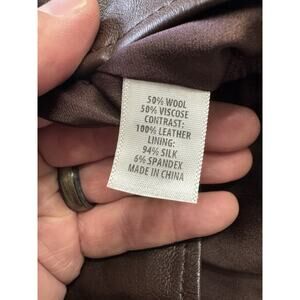 50% WOOL
50% VISCOSE
CONTRAST:
100% LEATHER
LINING:
94% SILK
6% SPANDEX
MADE IN CHINA